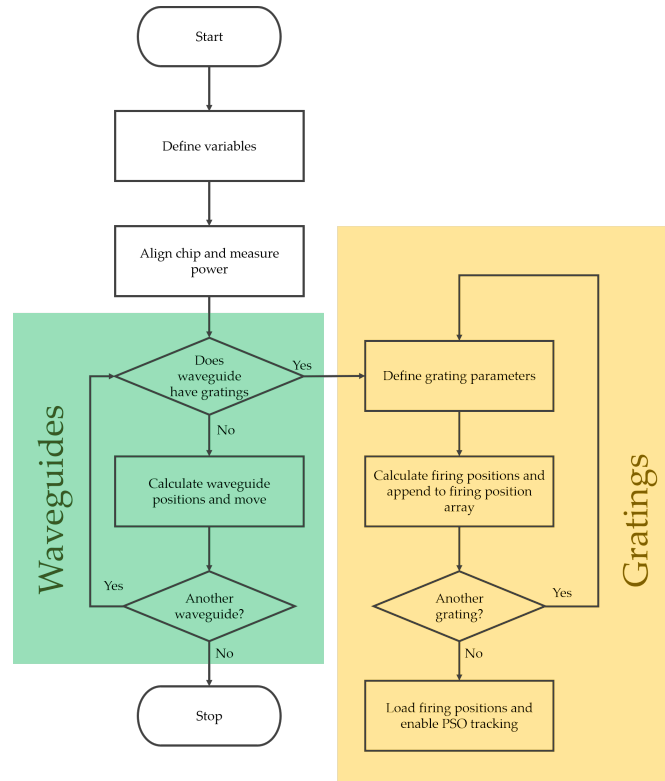 Start
Define variables
Align chip and measure
power
Waveguides
Does
waveguide
have gratings
Yes
No
Calculate waveguide
positions and move
Another
waveguide?
Yes
No
Stop
Gratings
Define grating parameters
Calculate firing positions and
append to firing position
array
Another
grating?
Yes
No
Load firing positions and
enable PSO tracking